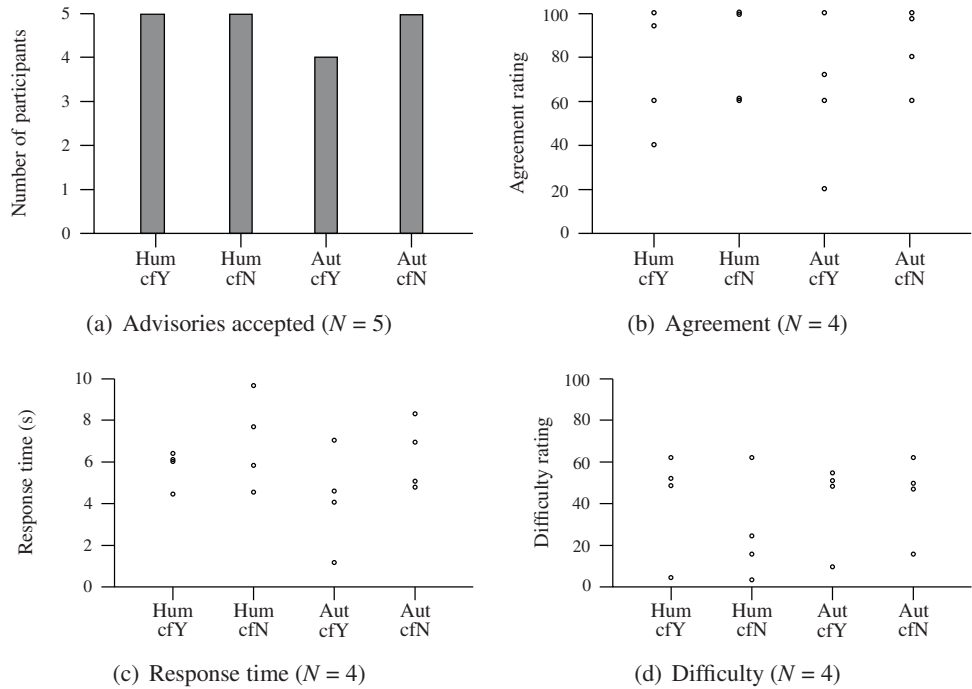 Number of participants
5
4
3
2
1
0
Hum cfY
Hum cfN
Aut cfY
Aut cfN
(a) Advisories accepted (N = 5)
Agreement rating
100
80
60
40
20
0
Hum cfY
Hum cfN
Aut cfY
Aut cfN
(b) Agreement (N = 4)
Response time (s)
10
8
6
4
2
0
Hum cfY
Hum cfN
Aut cfY
Aut cfN
(c) Response time (N = 4)
Difficulty rating
100
80
60
40
20
0
Hum cfY
Hum cfN
Aut cfY
Aut cfN
(d) Difficulty (N = 4)